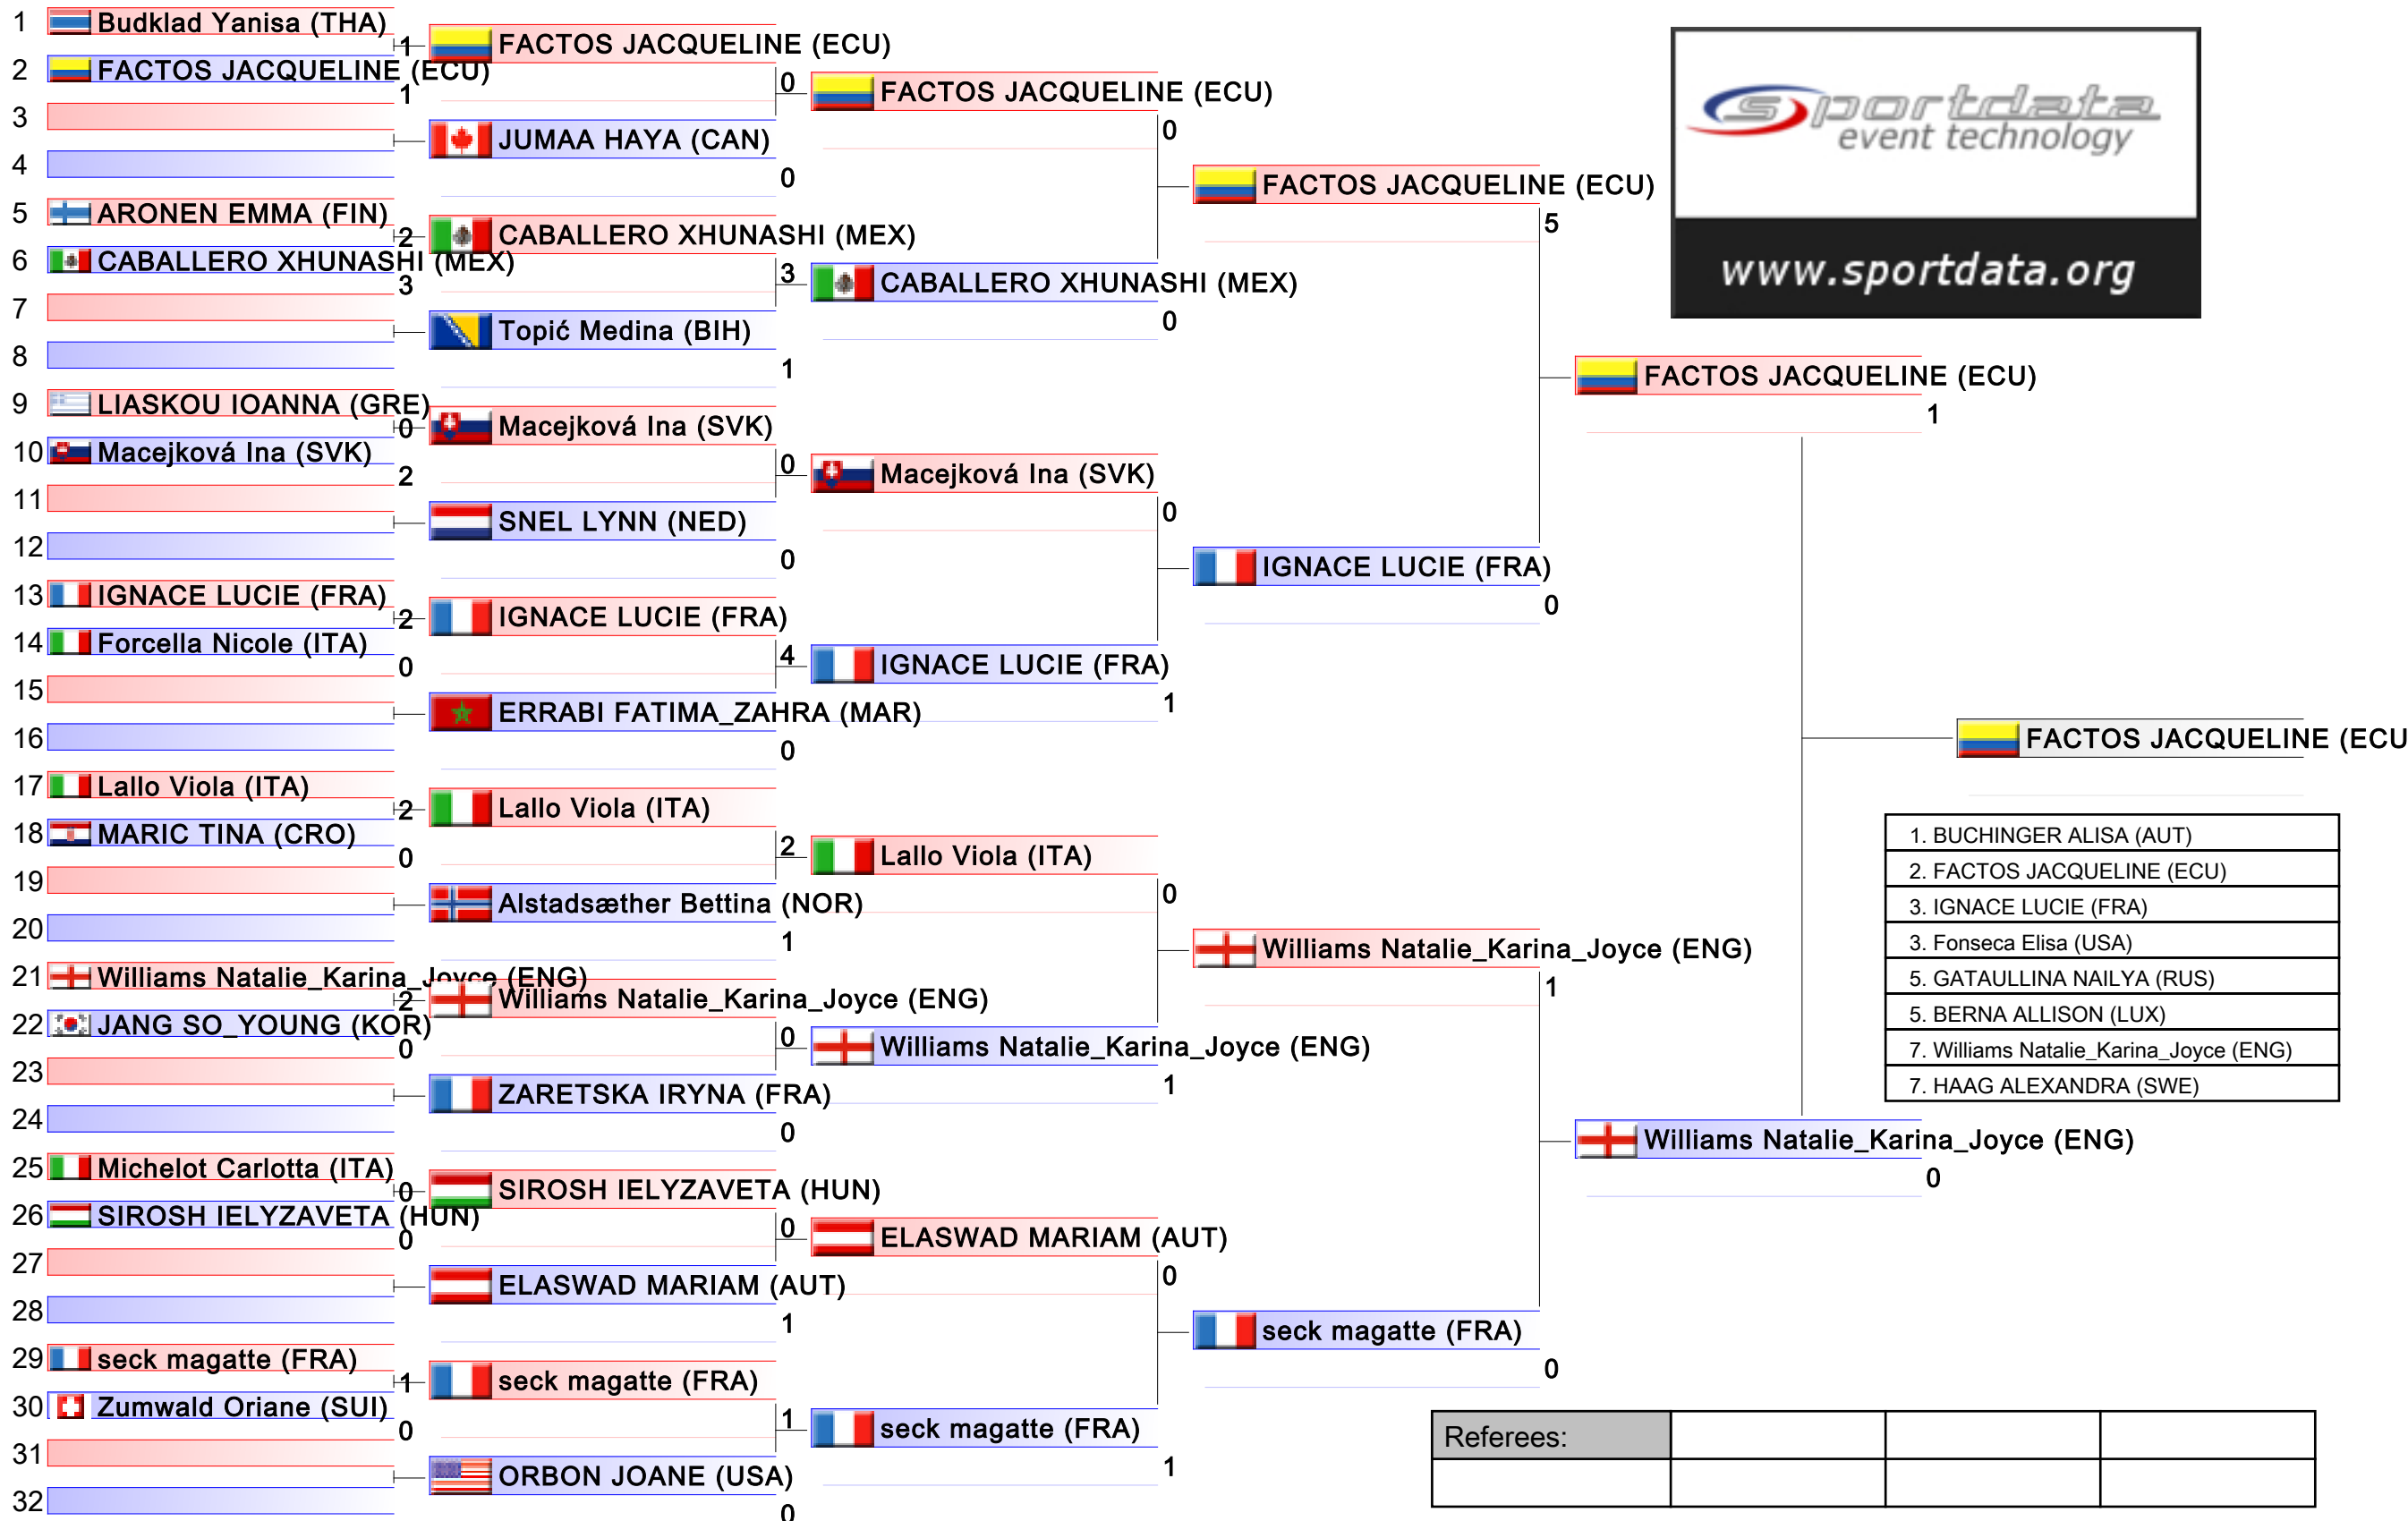 1 Budklad Yanisa (THA)
1
2 FACTOS JACQUELINE (ECU)
1
3
4
5 ARONEN EMMA (FIN)
2
6 CABALLERO XHUNASHI (MEX)
3
7
8
9 LIASKOU IOANNA (GRE)
0
10 Macejková Ina (SVK)
2
11
12
13 IGNACE LUCIE (FRA)
2
14 Forcella Nicole (ITA)
0
15
16
17 Lallo Viola (ITA)
2
18 MARIC TINA (CRO)
0
19
20
21 Williams Natalie_Karina_Joyce (ENG)
2
22 JANG SO_YOUNG (KOR)
0
23
24
25 Michelot Carlotta (ITA)
0
26 SIROSH IELYZAVETA (HUN)
0
27
28
29 seck magatte (FRA)
1
30 Zumwald Oriane (SUI)
0
31
32
FACTOS JACQUELINE (ECU)
0
JUMAA HAYA (CAN)
0
CABALLERO XHUNASHI (MEX)
3
Topić Medina (BIH)
1
Macejková Ina (SVK)
0
SNEL LYNN (NED)
0
IGNACE LUCIE (FRA)
4
ERRABI FATIMA_ZAHRA (MAR)
0
Lallo Viola (ITA)
2
Alstadsæther Bettina (NOR)
1
Williams Natalie_Karina_Joyce (ENG)
0
ZARETSKA IRYNA (FRA)
0
SIROSH IELYZAVETA (HUN)
0
ELASWAD MARIAM (AUT)
1
seck magatte (FRA)
1
ORBON JOANE (USA)
0
FACTOS JACQUELINE (ECU)
0
CABALLERO XHUNASHI (MEX)
0
Macejková Ina (SVK)
0
IGNACE LUCIE (FRA)
1
Lallo Viola (ITA)
0
Williams Natalie_Karina_Joyce (ENG)
1
ELASWAD MARIAM (AUT)
0
seck magatte (FRA)
1
FACTOS JACQUELINE (ECU)
5
IGNACE LUCIE (FRA)
0
Williams Natalie_Karina_Joyce (ENG)
1
seck magatte (FRA)
0
FACTOS JACQUELINE (ECU)
1
Williams Natalie_Karina_Joyce (ENG)
0
FACTOS JACQUELINE (ECU
sportdata
event technology
www.sportdata.org
1. BUCHINGER ALISA (AUT)
2. FACTOS JACQUELINE (ECU)
3. IGNACE LUCIE (FRA)
3. Fonseca Elisa (USA)
5. GATAULLINA NAILYA (RUS)
5. BERNA ALLISON (LUX)
7. Williams Natalie_Karina_Joyce (ENG)
7. HAAG ALEXANDRA (SWE)
Referees: